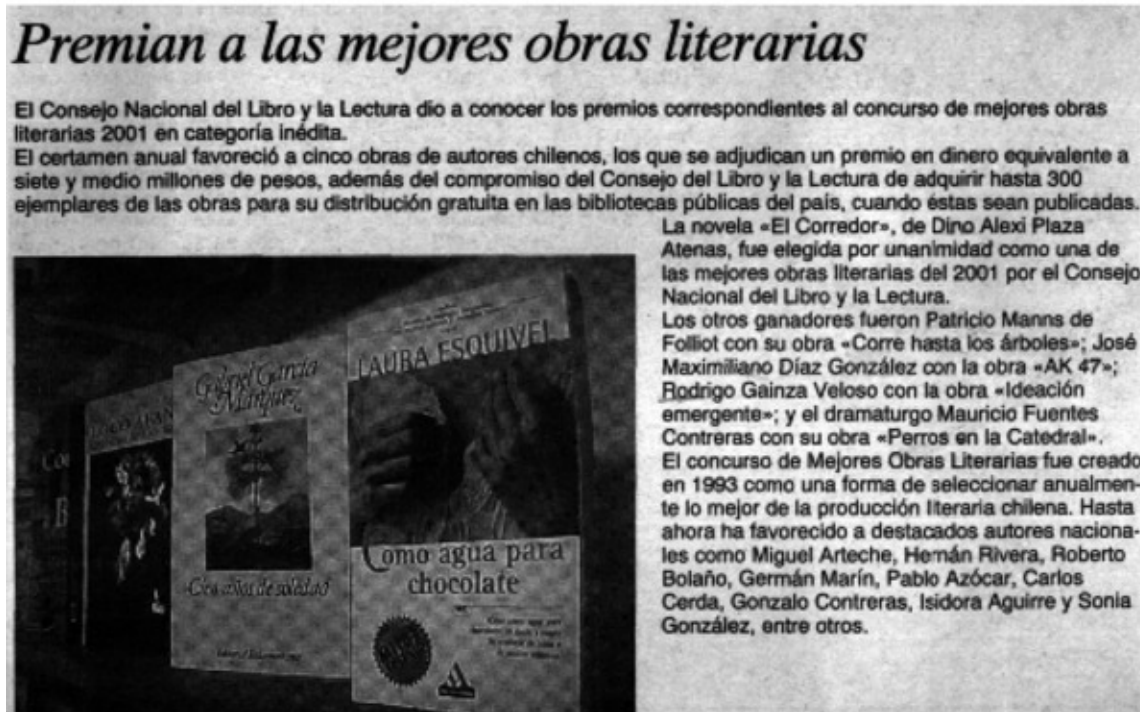 Premian a las mejores obras literarias
El Consejo Nacional del Libro y la Lectura dio a conocer los premios correspondientes al concurso de mejores obras
literarias 2001 en categoría inédita.
El certamen anual favoreció a cinco obras de autores chilenos, los que se adjudican un premio en dinero equivalente a
siete y medio millones de pesos, además del compromiso del Consejo del Libro y la Lectura de adquirir hasta 300
ejemplares de las obras para su distribución gratuita en las bibliotecas públicas del país, cuando éstas sean publicadas.
La novela «El Corredor», de Dino Alexi Plaza
Atenas, fue elegida por unanimidad como una de
las mejores obras literarias del 2001 por el Consejo
Nacional del Libro y la Lectura.
Los otros ganadores fueron Patricio Manns de
Folliot con su obra «Corre hasta los árboles»; José
Maximiliano Díaz González con la obra «AK 47»;
Rodrigo Gainza Veloso con la obra «Ideación
emergente»; y el dramaturgo Mauricio Fuentes
Contreras con su obra «Perros en la Catedral».
El concurso de Mejores Obras Literarias fue creado
en 1993 como una forma de seleccionar anualmen-
te lo mejor de la producción literaria chilena. Hasta
ahora ha favorecido a destacados autores naciona-
les como Miguel Arteche, Hernán Rivera, Roberto
Bolaño, Germán Marín, Pablo Azócar, Carlos
Cerda, Gonzalo Contreras, Isidora Aguirre y Sonia
González, entre otros.
Gabriel García
Márquez
Cien años de soledad
LAURA ESQUIVEL
Como agua para
chocolate